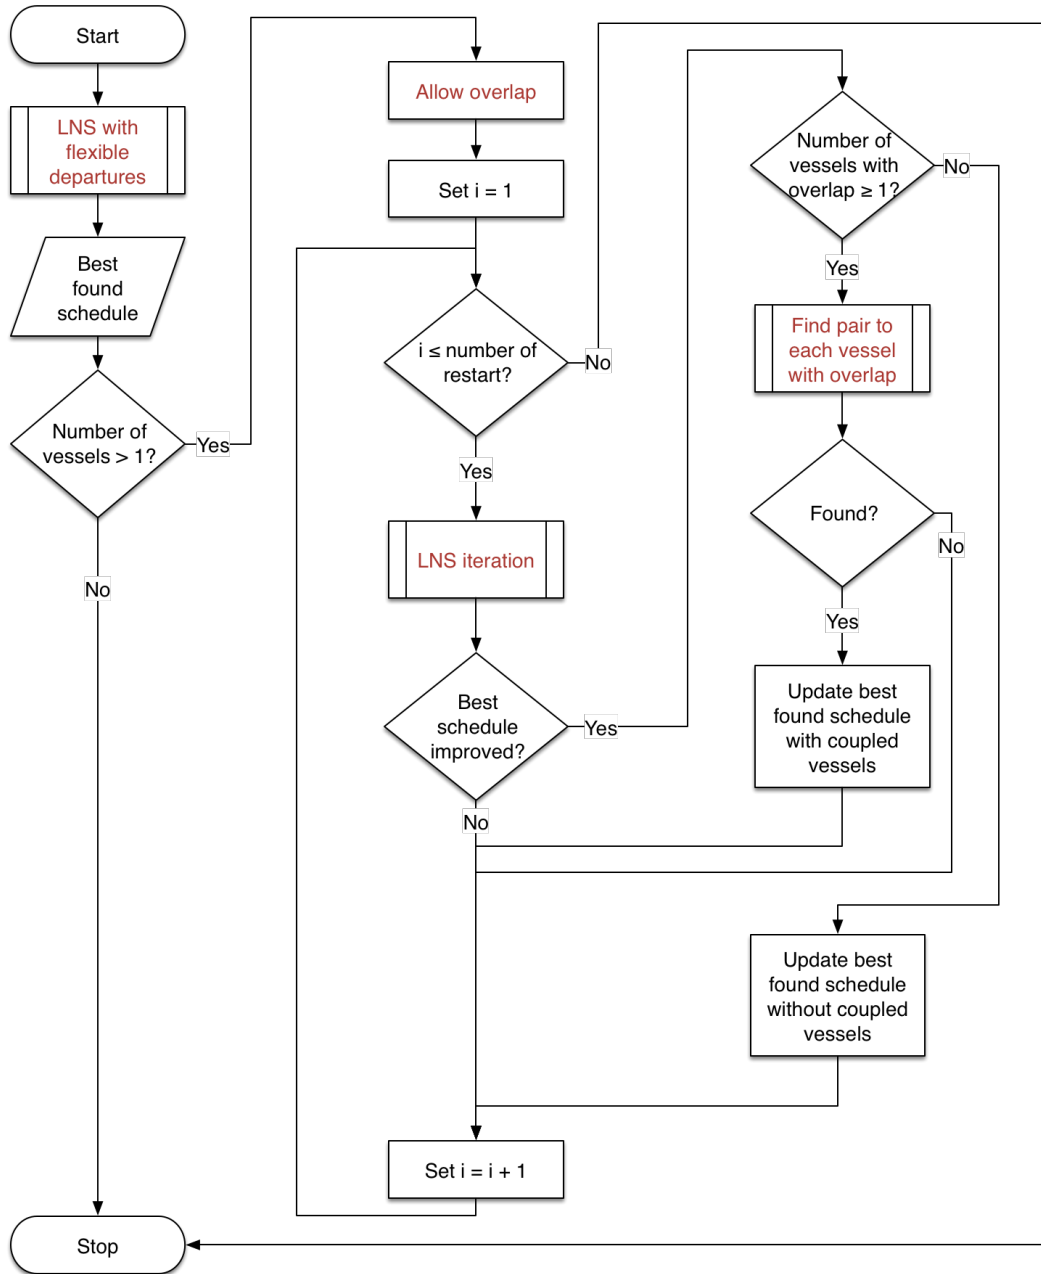 Start
LNS with
flexible
departures
Best
found
schedule
Number of
vessels > 1?
Yes
No
Stop
Allow overlap
Set i = 1
i ≤ number of
restart?
No
Yes
LNS iteration
Best
schedule
improved?
Yes
No
Set i = i + 1
Number of
vessels with
overlap ≥ 1?
No
Yes
Find pair to
each vessel
with overlap
Found?
No
Yes
Update best
found schedule
with coupled
vessels
Update best
found schedule
without coupled
vessels